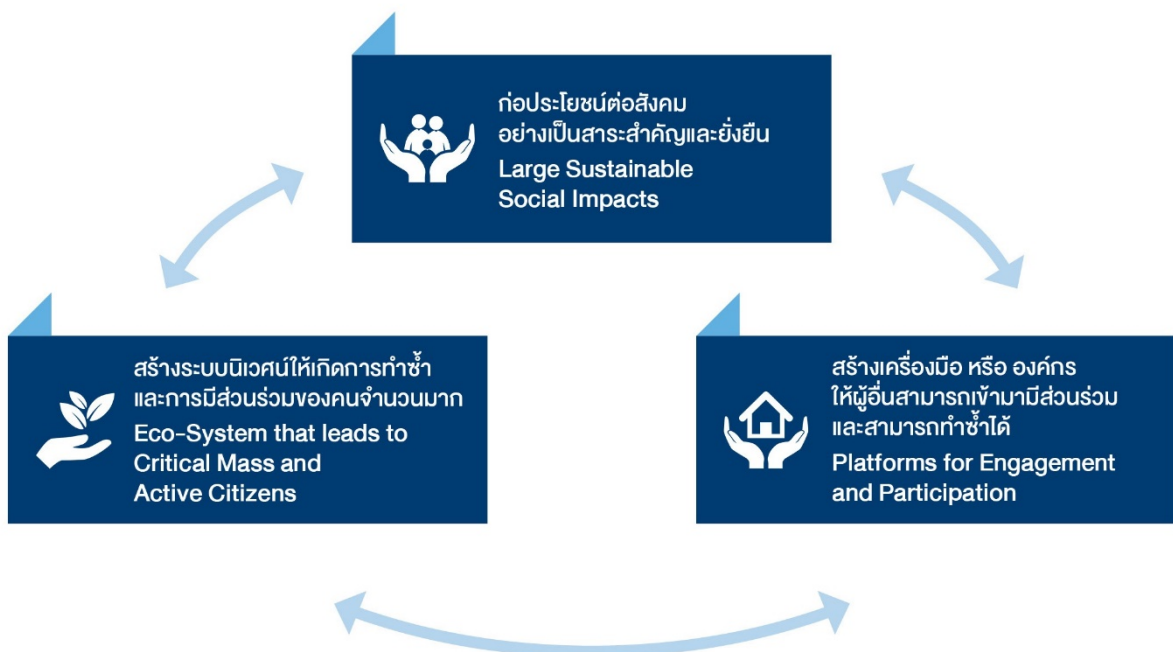 ก่อประโยชน์ต่อสังคม
อย่างเป็นสาระสำคัญและยั่งยืน
Large Sustainable
Social Impacts
สร้างระบบนิเวศน์ให้เกิดการทำซ้ำ
และการมีส่วนร่วมของคนจำนวนมาก
Eco-System that leads to
Critical Mass and
Active Citizens
สร้างเครื่องมือ หรือ องค์กร
ให้ผู้อื่นสามารถเข้ามามีส่วนร่วม
และสามารถทำซ้ำได้
Platforms for Engagement
and Participation